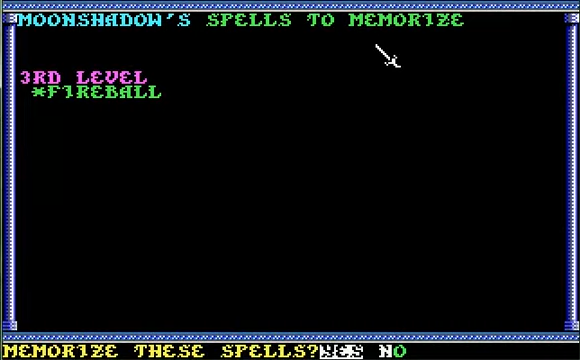 MOONSHADOW'S SPELLS TO MEMORIZE
3RD LEVEL
*FIREBALL
MEMORIZE THESE SPELLS? YES NO